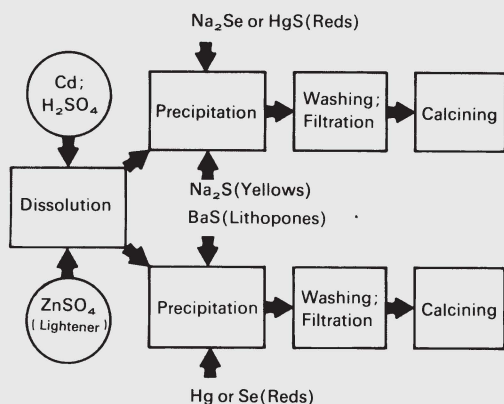 Na₂Se or HgS(Reds)
Cd;
H₂SO₄
Precipitation
Washing;
Filtration
Calcining
Dissolution
Na₂S(Yellows)
BaS(Lithopones)
ZnSO₄
(Lightener)
Precipitation
Washing;
Filtration
Calcining
Hg or Se(Reds)